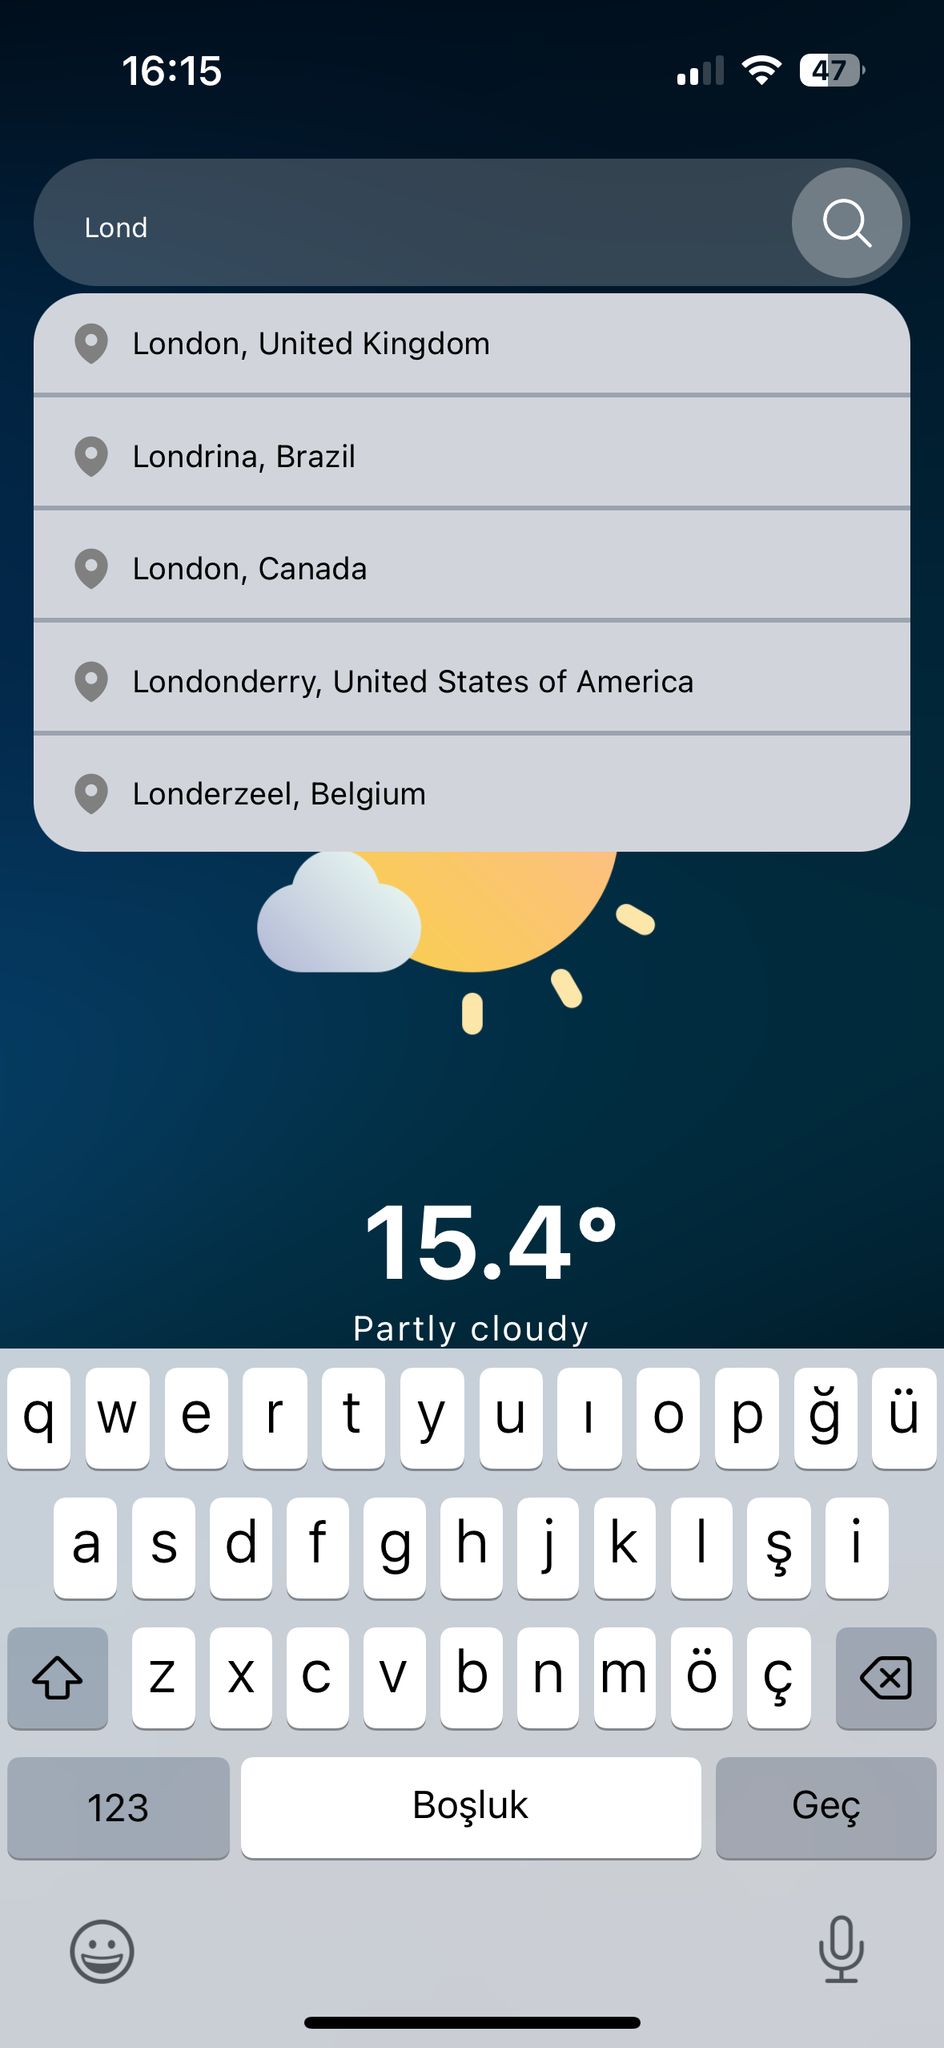 16:15
47
Lond
London, United Kingdom
Londrina, Brazil
London, Canada
Londonderry, United States of America
Londerzeel, Belgium
15.4°
Partly cloudy
q w e r t y u ı o p ğ ü
a s d f g h j k l ş i
z x c v b n m ö ç
123 Boşluk Geç